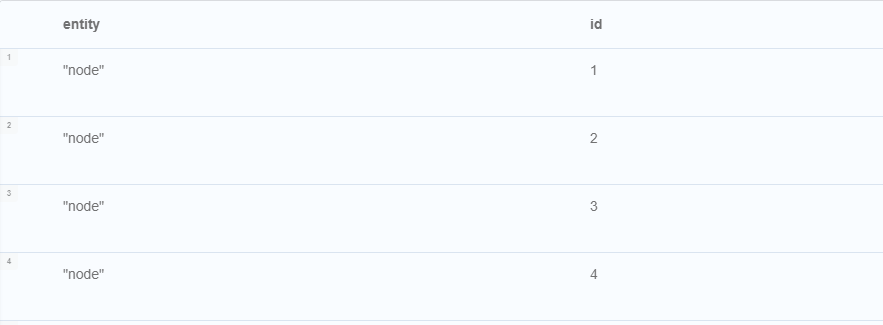 entity id
1 "node" 1
2 "node" 2
3 "node" 3
4 "node" 4